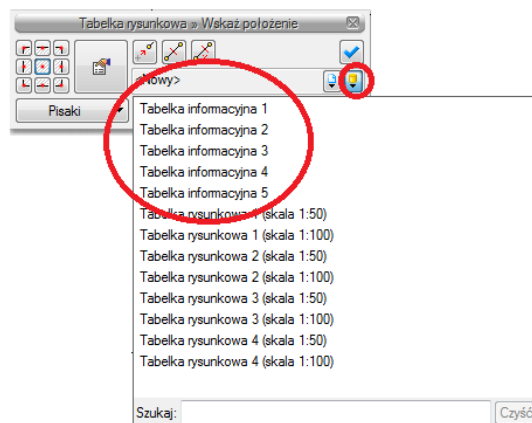 Tabelka rysunkowa » Wskaż położenie
<Nowy>
Pisaki
Tabelka informacyjna 1
Tabelka informacyjna 2
Tabelka informacyjna 3
Tabelka informacyjna 4
Tabelka informacyjna 5
Tabelka rysunkowa 1 (skala 1:50)
Tabelka rysunkowa 1 (skala 1:100)
Tabelka rysunkowa 2 (skala 1:50)
Tabelka rysunkowa 2 (skala 1:100)
Tabelka rysunkowa 3 (skala 1:50)
Tabelka rysunkowa 3 (skala 1:100)
Tabelka rysunkowa 4 (skala 1:50)
Tabelka rysunkowa 4 (skala 1:100)
Szukaj: Czyść